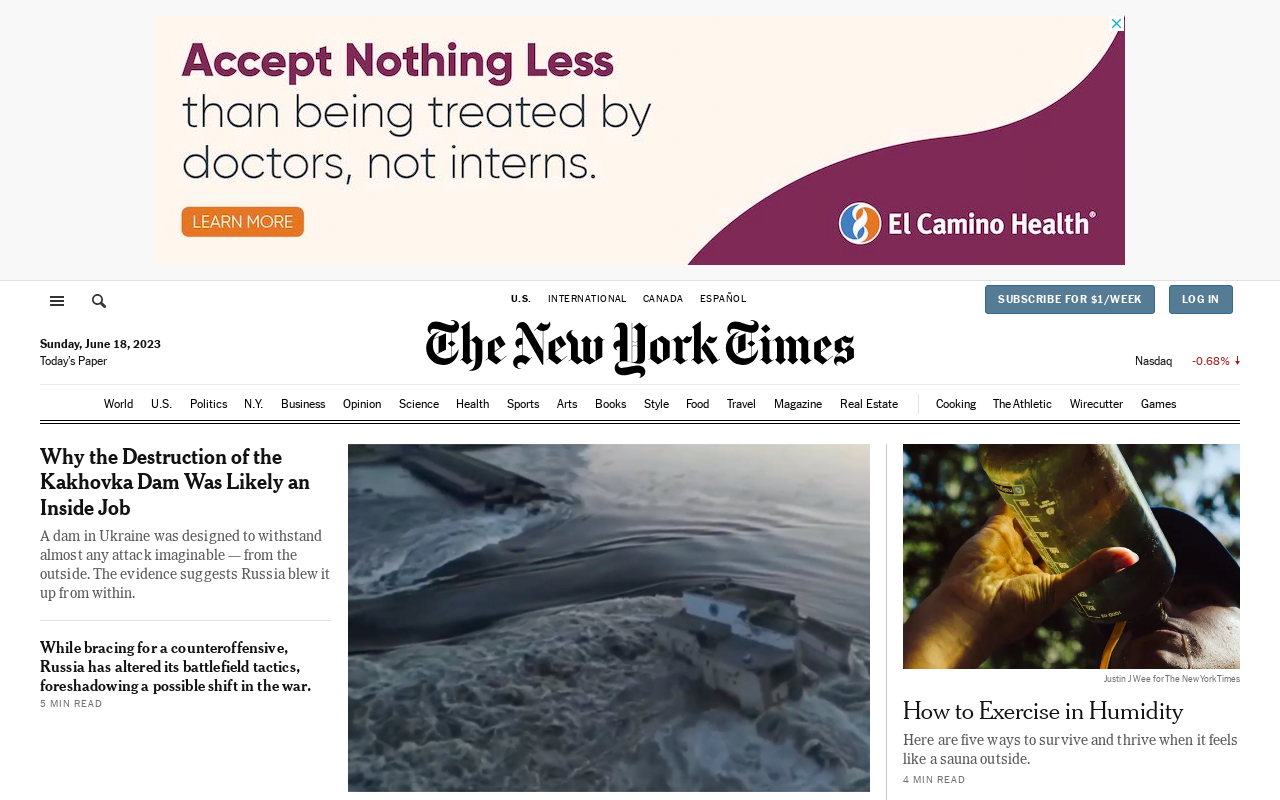 Accept Nothing Less
than being treated by
doctors, not interns.
LEARN MORE
El Camino Health®
U.S. INTERNATIONAL CANADA ESPAÑOL
SUBSCRIBE FOR $1/WEEK LOG IN
The New York Times
Sunday, June 18, 2023
Today's Paper
Nasdaq -0.68%
World U.S. Politics N.Y. Business Opinion Science Health Sports Arts Books Style Food Travel Magazine Real Estate Cooking The Athletic Wirecutter Games
Why the Destruction of the
Kakhovka Dam Was Likely an
Inside Job
A dam in Ukraine was designed to withstand
almost any attack imaginable — from the
outside. The evidence suggests Russia blew it
up from within.
While bracing for a counteroffensive,
Russia has altered its battlefield tactics,
foreshadowing a possible shift in the war.
5 MIN READ
Justin J Wee for The New York Times
How to Exercise in Humidity
Here are five ways to survive and thrive when it feels
like a sauna outside.
4 MIN READ